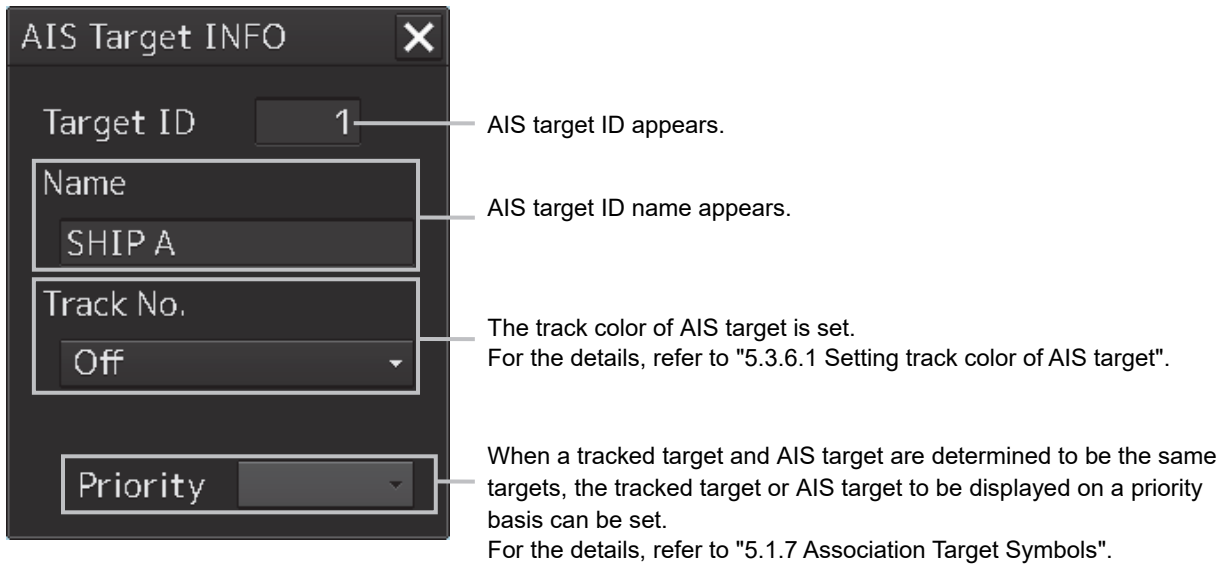 AIS Target INFO
Target ID 1
AIS target ID appears.
Name
AIS target ID name appears.
SHIP A
Track No.
The track color of AIS target is set.
For the details, refer to "5.3.6.1 Setting track color of AIS target".
Off
When a tracked target and AIS target are determined to be the same
Priority
targets, the tracked target or AIS target to be displayed on a priority
basis can be set.
For the details, refer to "5.1.7 Association Target Symbols".